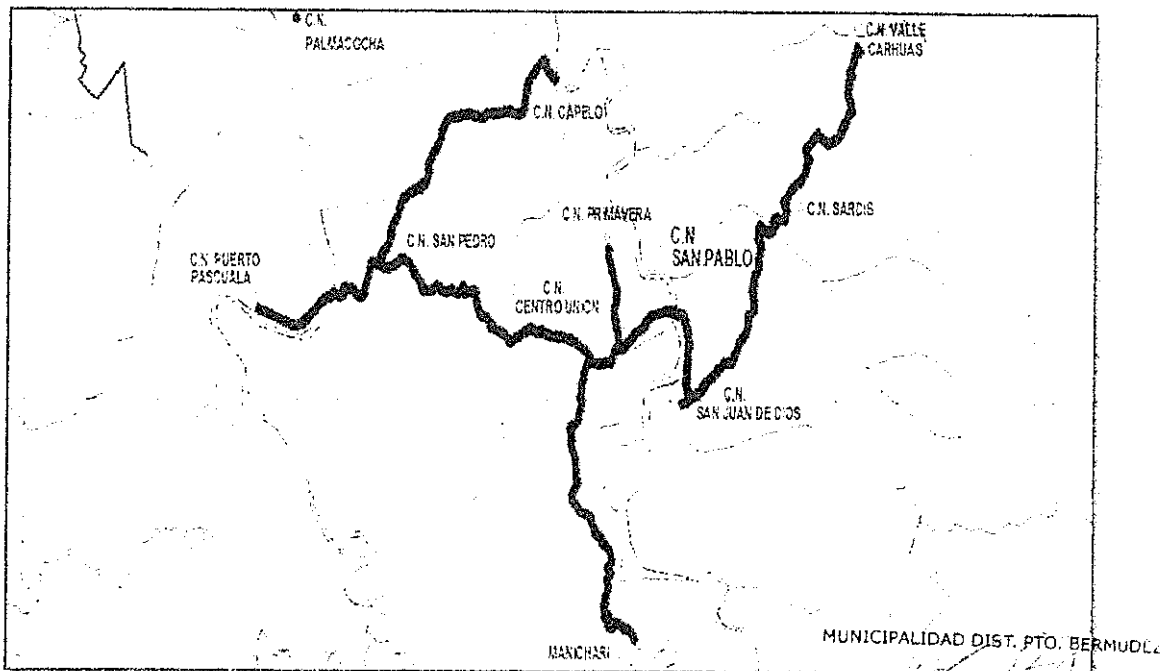 C.N.
PALMACOCHA
C.N. VALLE
CARHUAS
C.N. CAPELO
C.N. PRIMAVERA
C.N. SARDIS
C.N. SAN PEDRO
C.N
SAN PABLO
C.N. PUERTO
PASCUALA
C.N.
CENTRO UNION
C.N.
SAN JUAN DE DIOS
MANICHARI
MUNICIPALIDAD DIST. PTO. BERMUDEZ